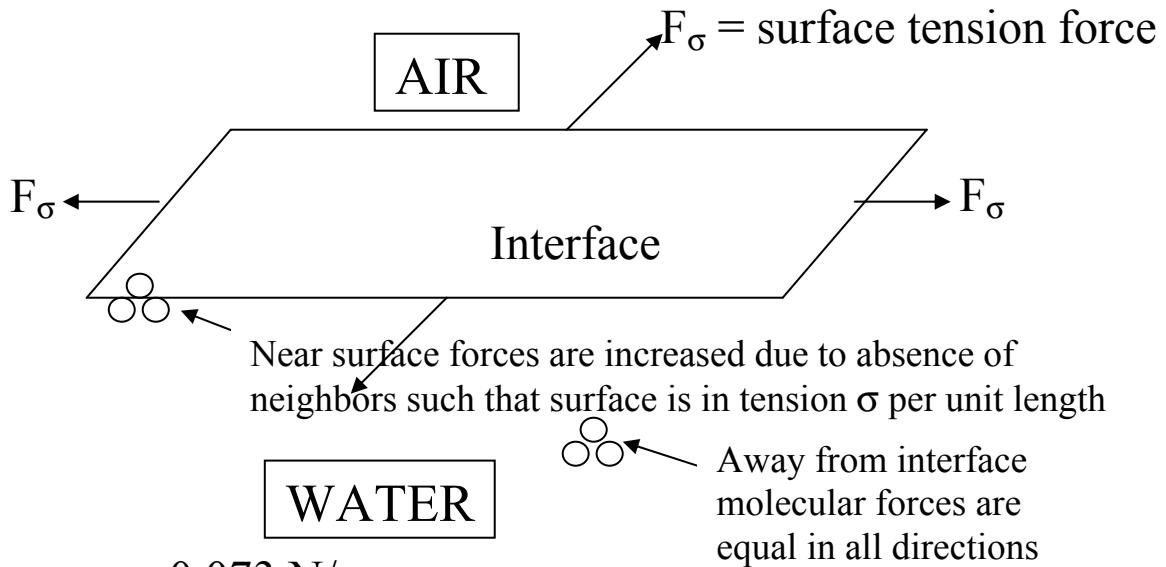 Fσ = surface tension force
AIR
Fσ
Fσ
Interface
Near surface forces are increased due to absence of
neighbors such that surface is in tension σ per unit length
Away from interface
molecular forces are
equal in all directions
WATER